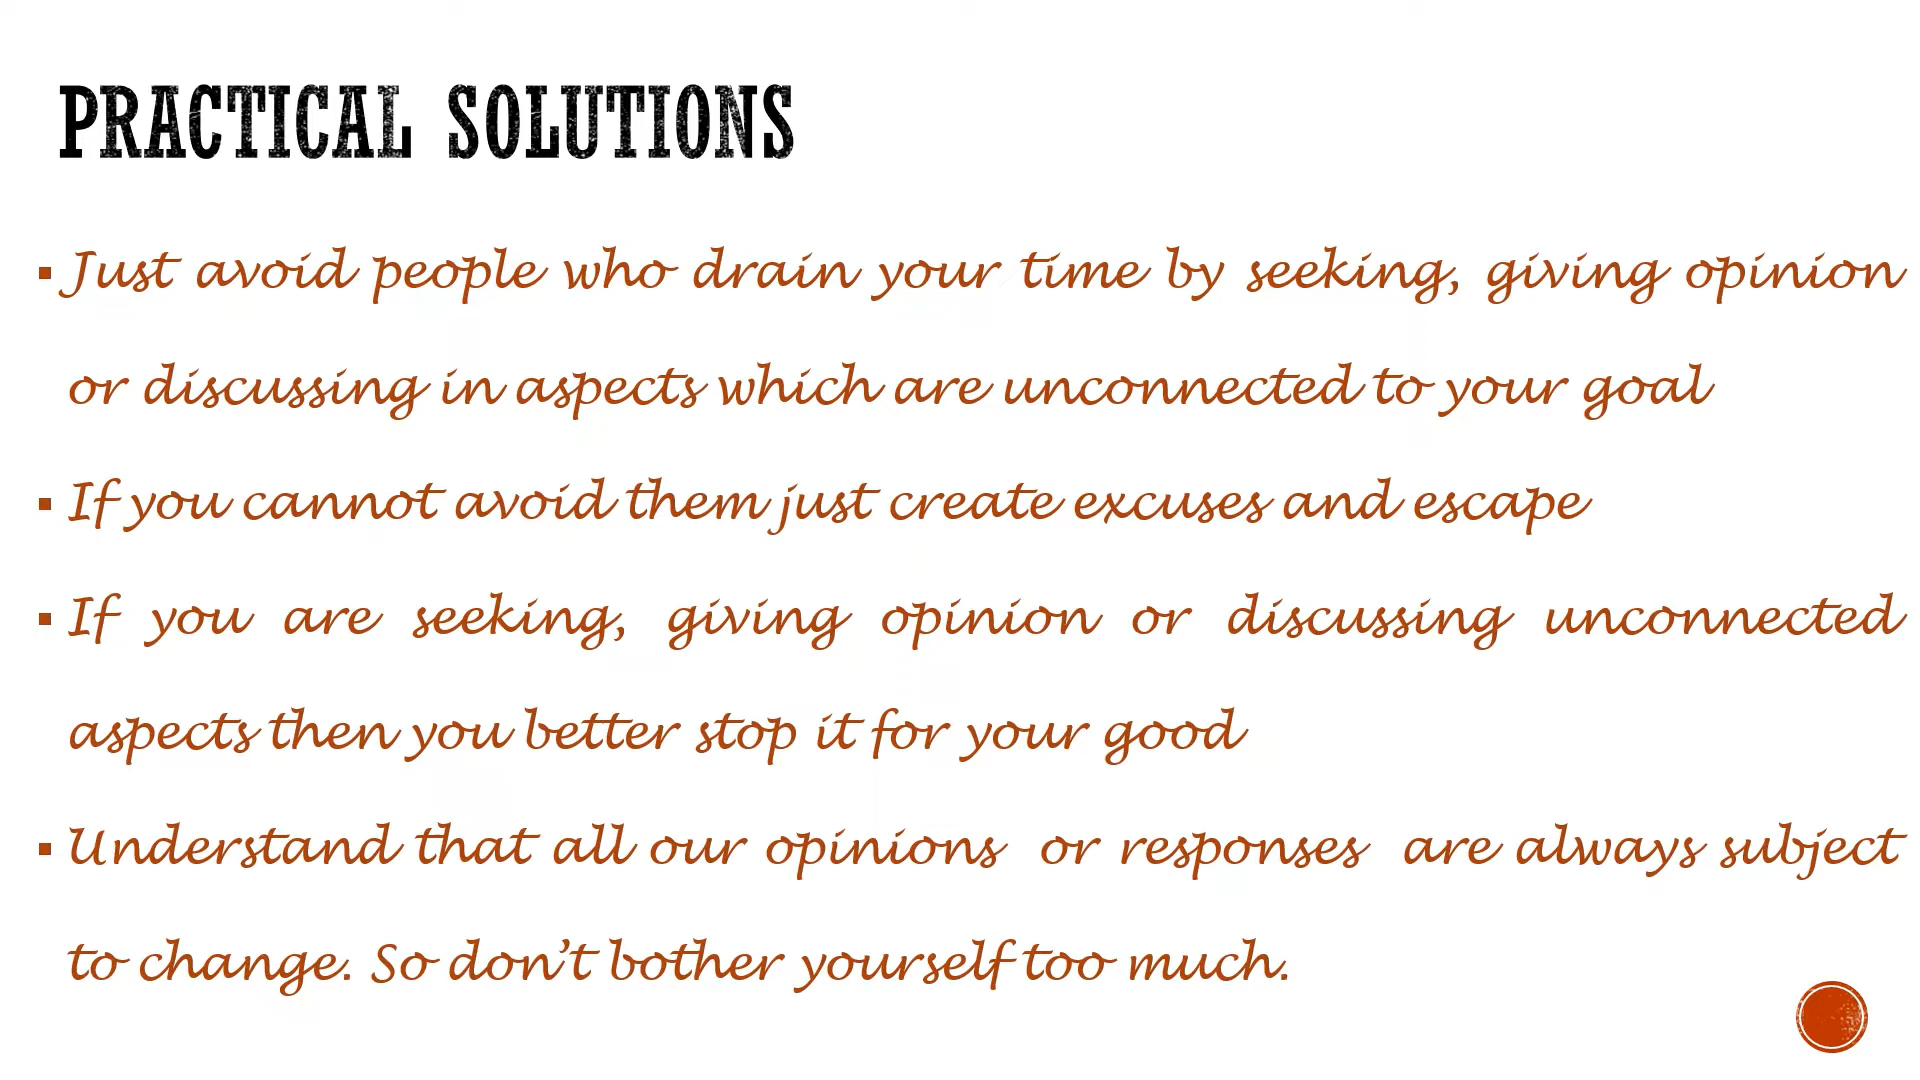 PRACTICAL SOLUTIONS
▪ Just avoid people who drain your time by seeking, giving opinion
or discussing in aspects which are unconnected to your goal
▪ If you cannot avoid them just create excuses and escape
▪ If you are seeking, giving opinion or discussing unconnected
aspects then you better stop it for your good
▪ Understand that all our opinions or responses are always subject
to change. So don’t bother yourself too much.